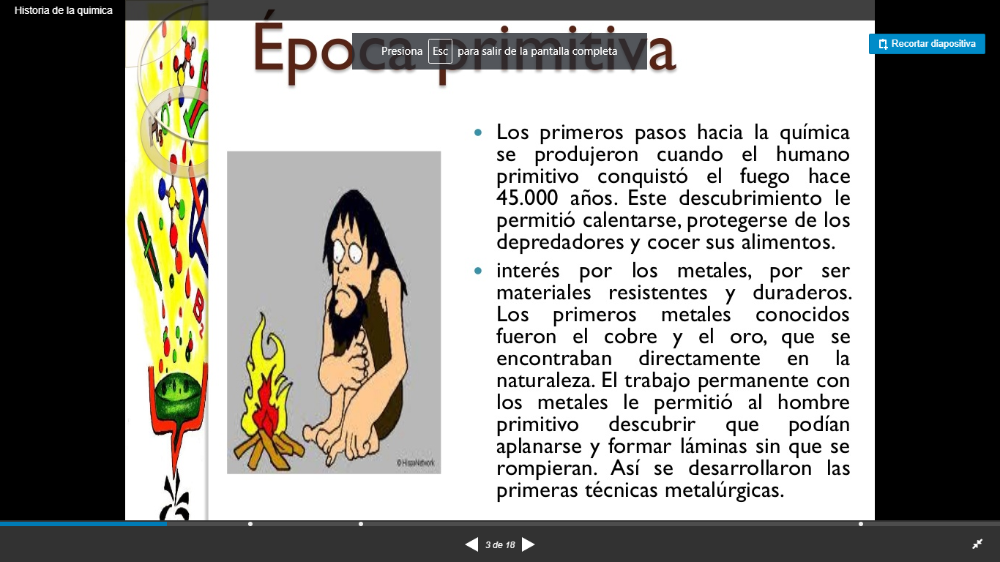 Historia de la quimica
Época primitiva
Presiona Esc para salir de la pantalla completa
Recortar diapositiva
Los primeros pasos hacia la química
se produjeron cuando el humano
primitivo conquistó el fuego hace
45.000 años. Este descubrimiento le
permitió calentarse, protegerse de los
depredadores y cocer sus alimentos.
interés por los metales, por ser
materiales resistentes y duraderos.
Los primeros metales conocidos
fueron el cobre y el oro, que se
encontraban directamente en la
naturaleza. El trabajo permanente con
los metales le permitió al hombre
primitivo descubrir que podían
aplanarse y formar láminas sin que se
rompieran. Así se desarrollaron las
primeras técnicas metalúrgicas.
© HispaNetwork
3 de 18